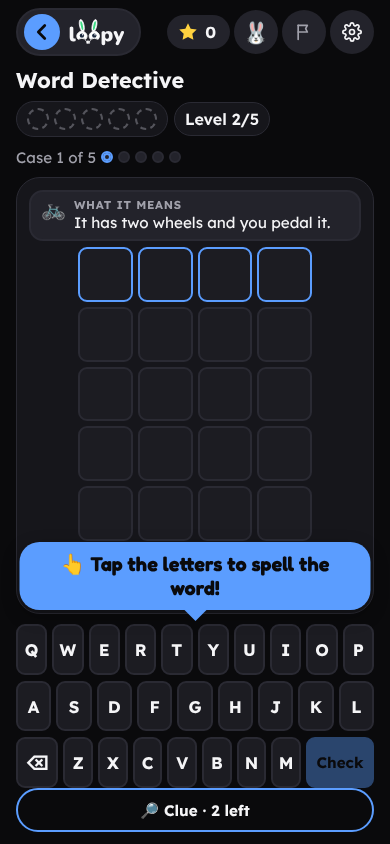 loopy
0
Word Detective
Level 2/5
Case 1 of 5
WHAT IT MEANS
It has two wheels and you pedal it.
Tap the letters to spell the
word!
Q W E R T Y U I O P
A S D F G H J K L
Z X C V B N M Check
Clue · 2 left